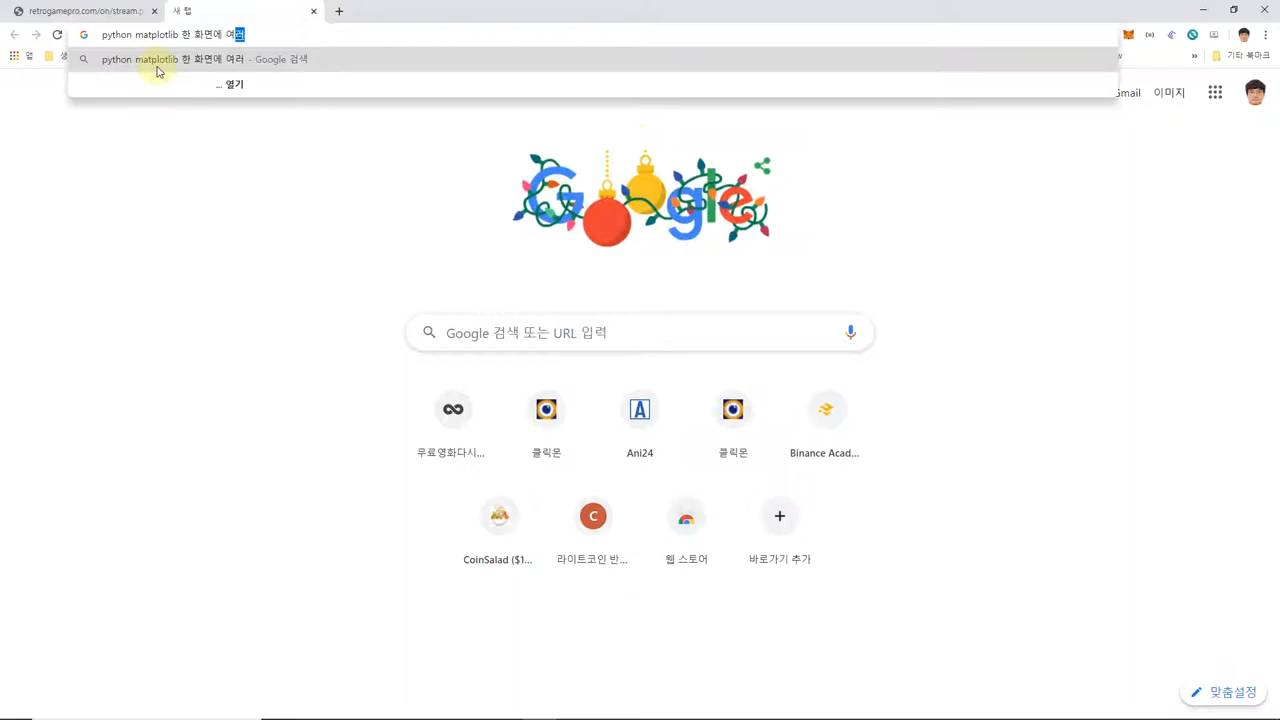 retrogamepro.com/on/stream.p
새 탭
python matplotlib 한 화면에 여러
python matplotlib 한 화면에 여러 - Google 검색
... 열기
앱
기타 북마크
이미지
Google
Google 검색 또는 URL 입력
무료영화다시...
클릭몬
Ani24
클릭몬
Binance Acad...
CoinSalad ($1...
라이트코인 반...
웹 스토어
바로가기 추가
맞춤설정